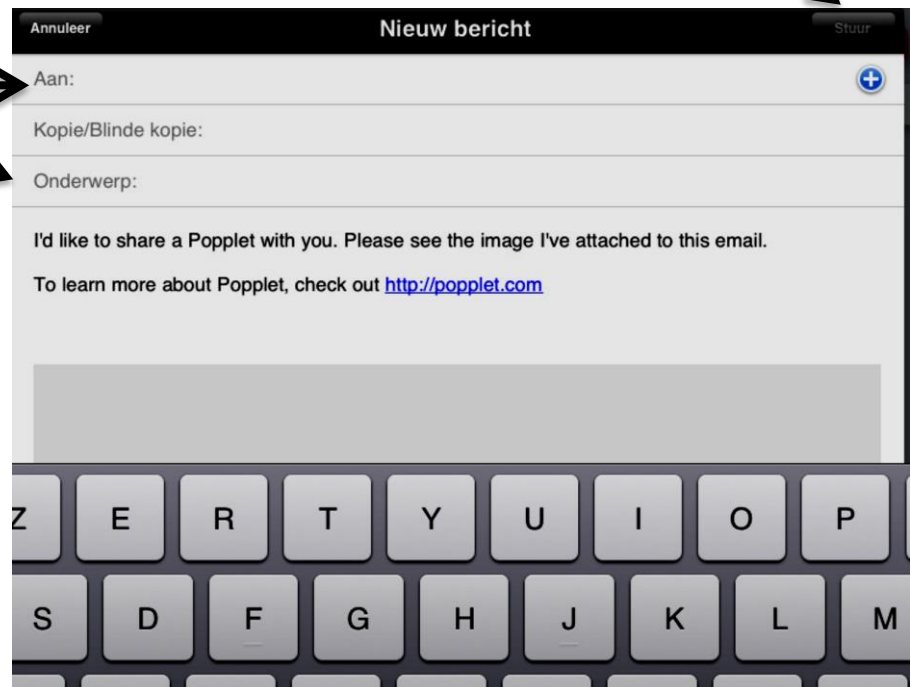 Annuleer Nieuw bericht Stuur
Aan:
Kopie/Blinde kopie:
Onderwerp:
I'd like to share a Popplet with you. Please see the image I've attached to this email.
To learn more about Popplet, check out http://popplet.com
Z E R T Y U I O P
S D F G H J K L M